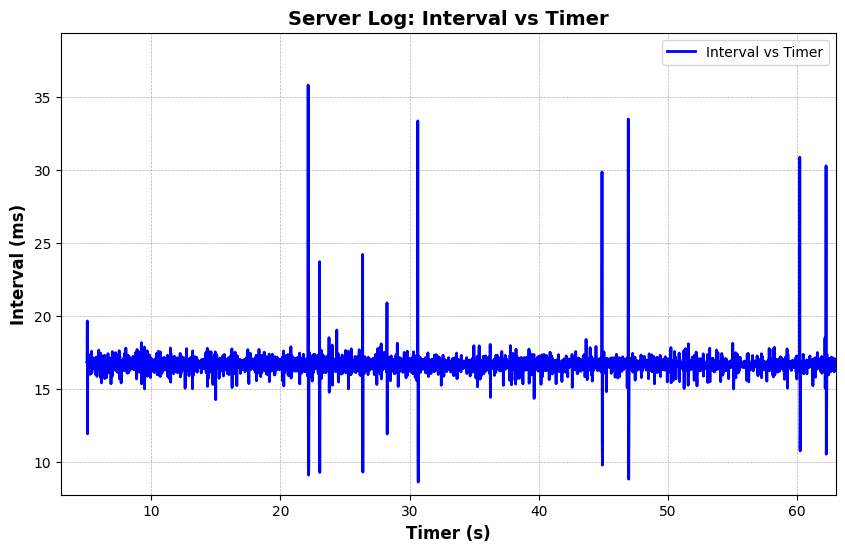 Server Log: Interval vs Timer
Interval vs Timer
35
30
25
20
15
10
Interval (ms)
10 20 30 40 50 60
Timer (s)